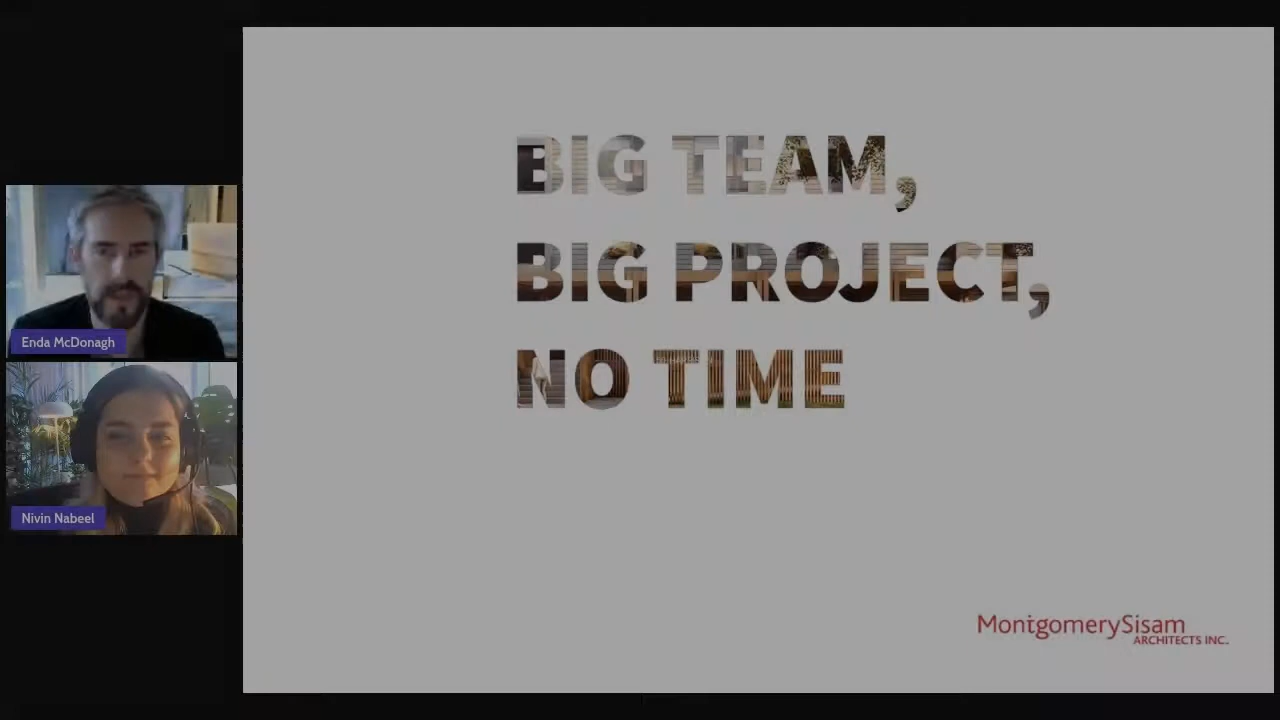 BIG TEAM,
BIG PROJECT,
NO TIME
Enda McDonagh
Nivin Nabeel
MontgomerySisam
ARCHITECTS INC.